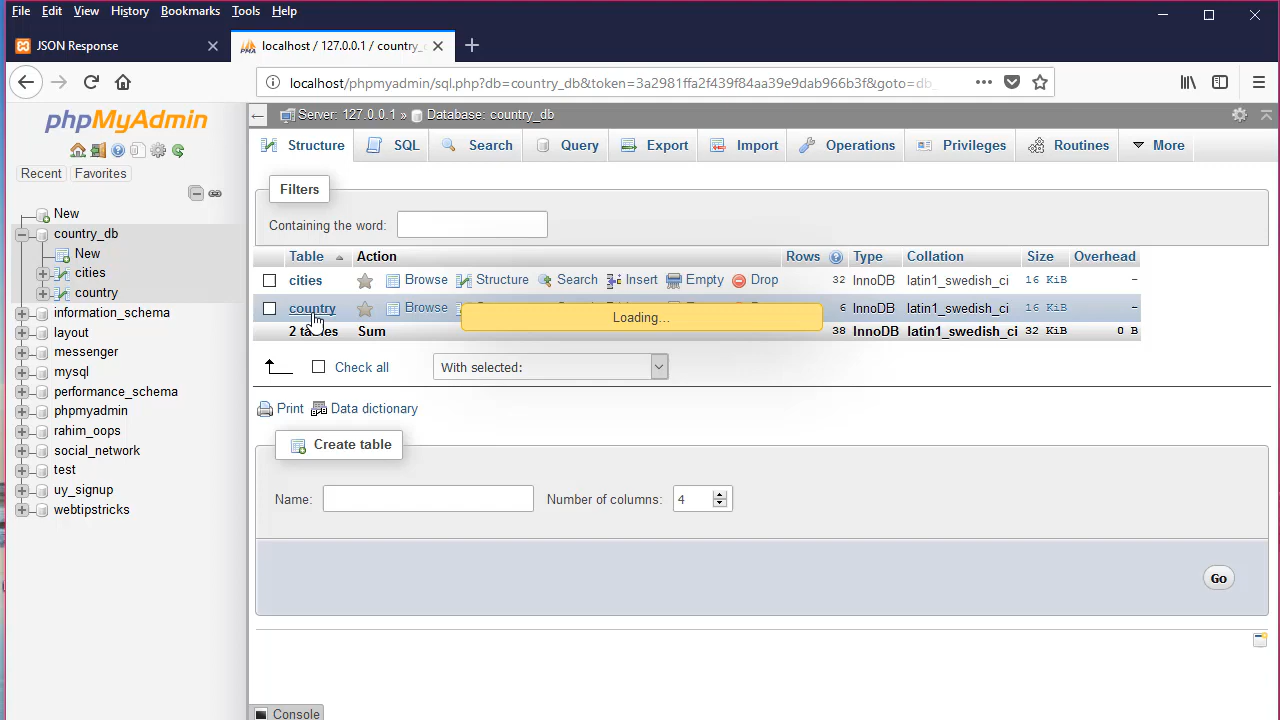 File Edit View History Bookmarks Tools Help
JSON Response
localhost / 127.0.0.1 / country_
localhost/phpmyadmin/sql.php?db=country_db&token=3a2981ffa2f439f84aa39e9dab966b3f&goto=db_
phpMyAdmin
Recent Favorites
New
country_db
New
cities
country
information_schema
layout
messenger
mysql
performance_schema
phpmyadmin
rahim_oops
social_network
test
uy_signup
webtipstricks
Server: 127.0.0.1 » Database: country_db
Structure SQL Search Query Export Import Operations Privileges Routines More
Filters
Containing the word:
Table Action Rows Type Collation Size Overhead
cities Browse Structure Search Insert Empty Drop 32 InnoDB latin1_swedish_ci 16 KiB -
country Browse 6 InnoDB latin1_swedish_ci 16 KiB -
Loading...
2 tables Sum 38 InnoDB latin1_swedish_ci 32 KiB 0 B
Check all With selected:
Print Data dictionary
Create table
Name: Number of columns: 4
Go
Console